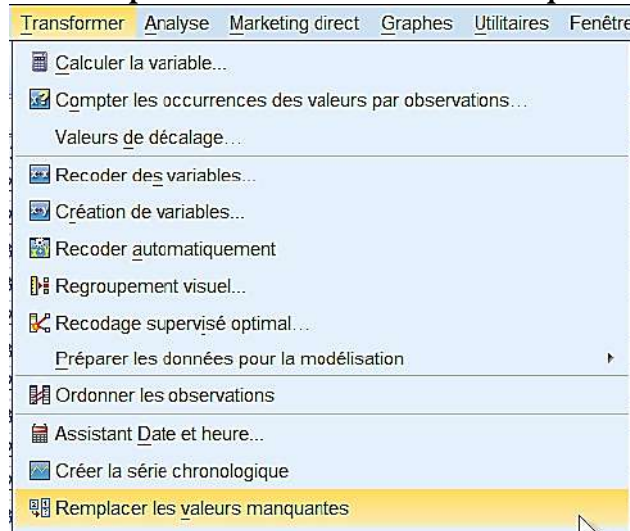 Transformer Analyse Marketing direct Graphes Utilitaires Fenêtre
Calculer la variable...
Compter les occurrences des valeurs par observations...
Valeurs de décalage...
Recoder des variables...
Création de variables...
Recoder automatiquement
Regroupement visuel...
Recodage supervisé optimal...
Préparer les données pour la modélisation
Ordonner les observations
Assistant Date et heure...
Créer la série chronologique
Remplacer les valeurs manquantes